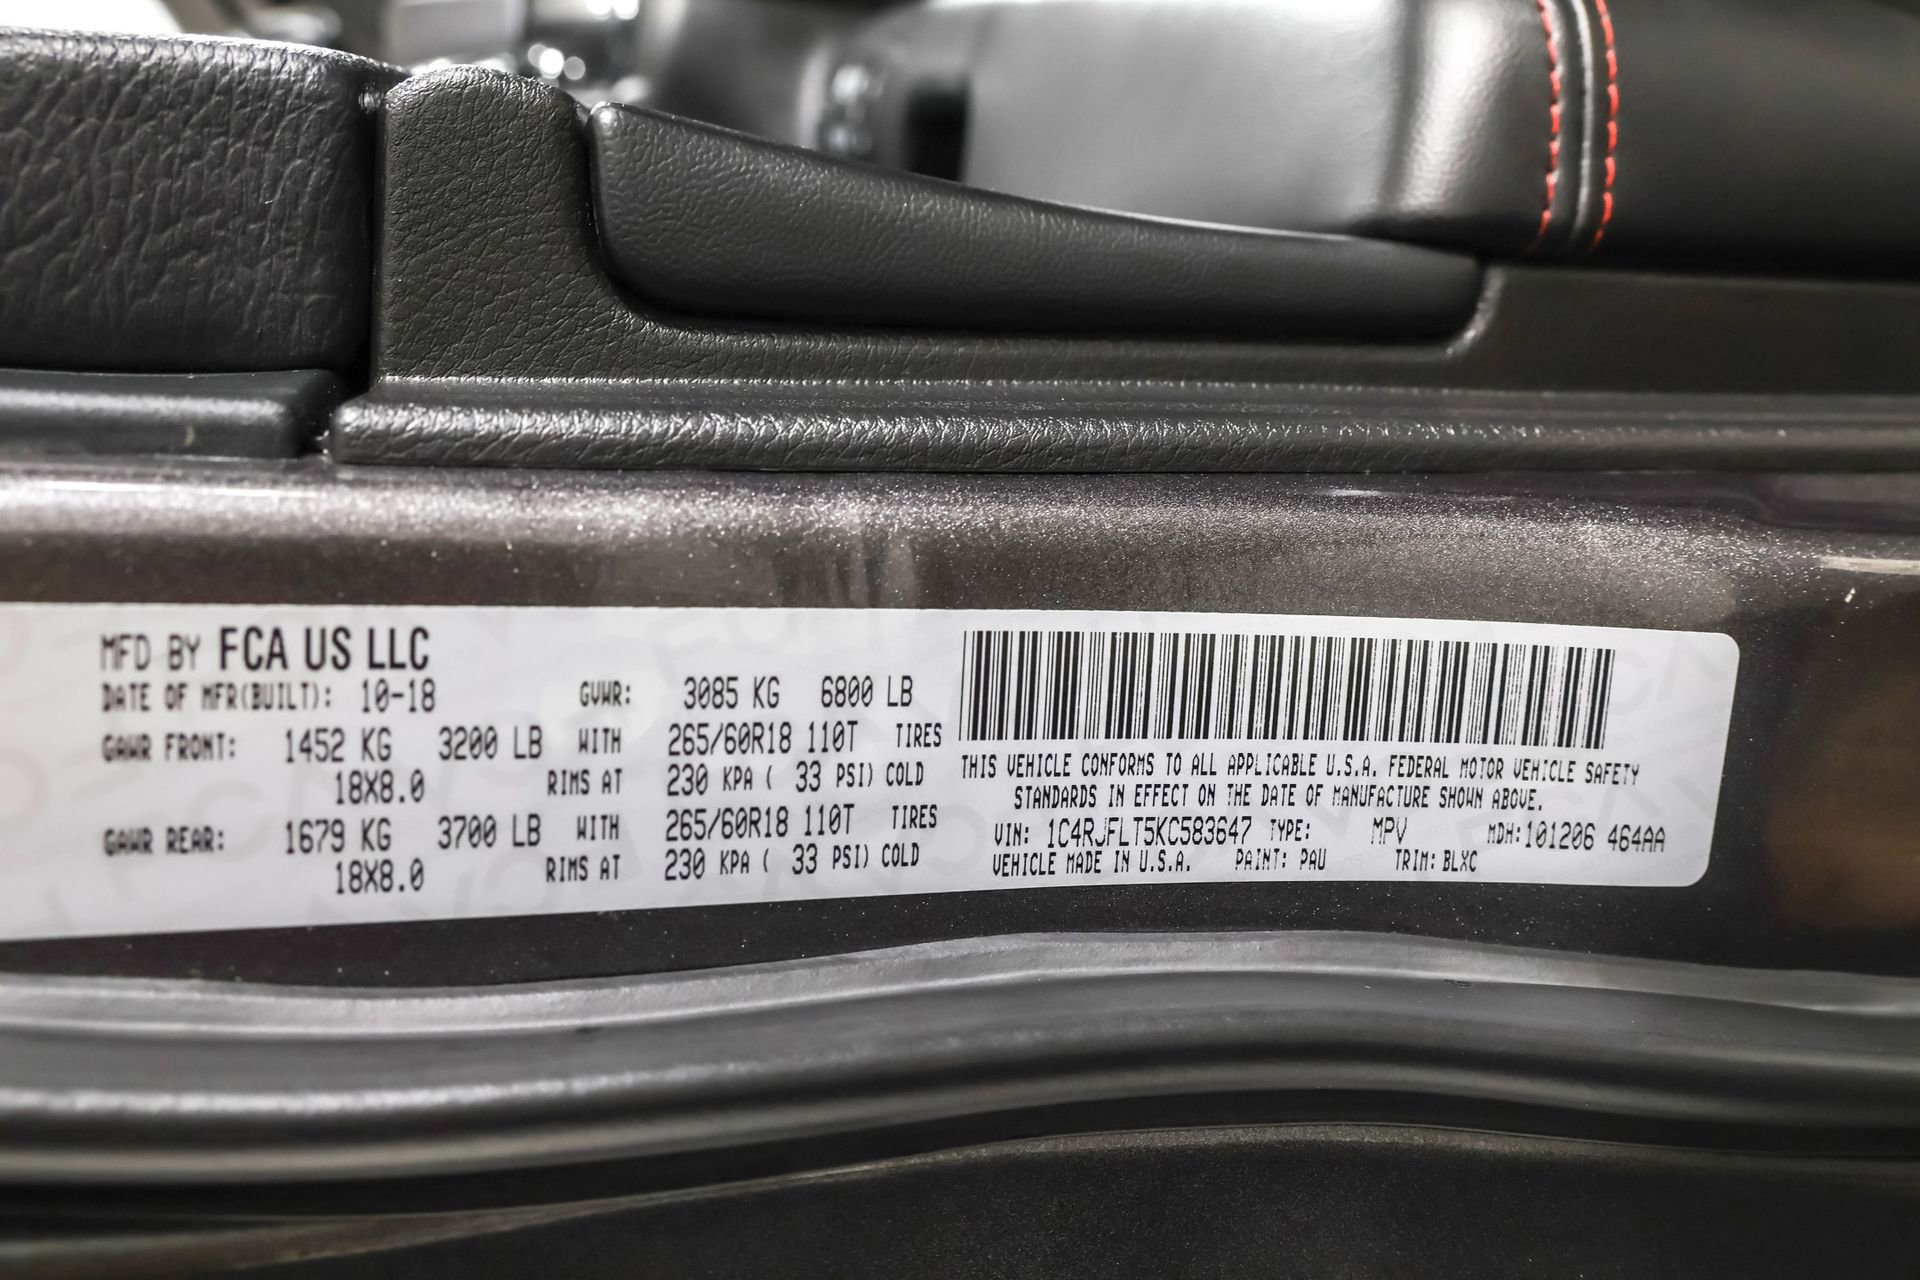 MFD BY FCA US LLC
DATE OF MFR(BUILT): 10-18 GVWR: 3085 KG 6800 LB
GAWR FRONT: 1452 KG 3200 LB WITH 265/60R18 110T TIRES
18X8.0 RIMS AT 230 KPA ( 33 PSI) COLD
GAWR REAR: 1679 KG 3700 LB WITH 265/60R18 110T TIRES
18X8.0 RIMS AT 230 KPA ( 33 PSI) COLD
THIS VEHICLE CONFORMS TO ALL APPLICABLE U.S.A. FEDERAL MOTOR VEHICLE SAFETY
STANDARDS IN EFFECT ON THE DATE OF MANUFACTURE SHOWN ABOVE.
VIN: 1C4RJFLT5KC583647 TYPE: MPV MDH:101206 464AA
VEHICLE MADE IN U.S.A. PAINT: PAU TRIM: BLXC